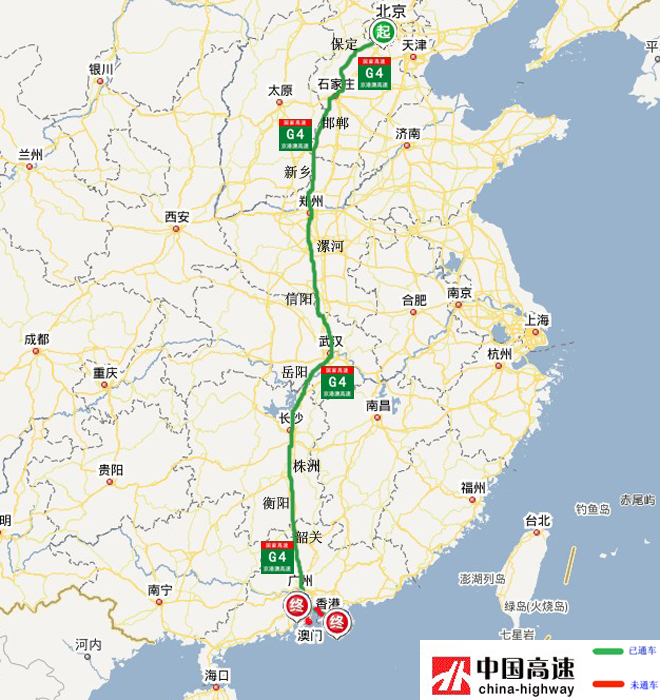 北京
起
保定
天津
平
国家高速
G4
京港澳高速
银川
石家庄
太原
国家高速
G4
京港澳高速
邯郸
济南
兰州
新乡
郑州
西安
漯河
信阳
合肥
南京
上海
成都
武汉
杭州
重庆
岳阳
国家高速
G4
京港澳高速
南昌
长沙
贵阳
株洲
福州
衡阳
钓鱼岛
赤尾屿
明
台北
韶关
国家高速
G4
京港澳高速
广州
澎湖列岛
南宁
终
香港
绿岛(火烧岛)
终
澳门
七星岩
河内
海口
中国高速
china-highway
已通车
未通车